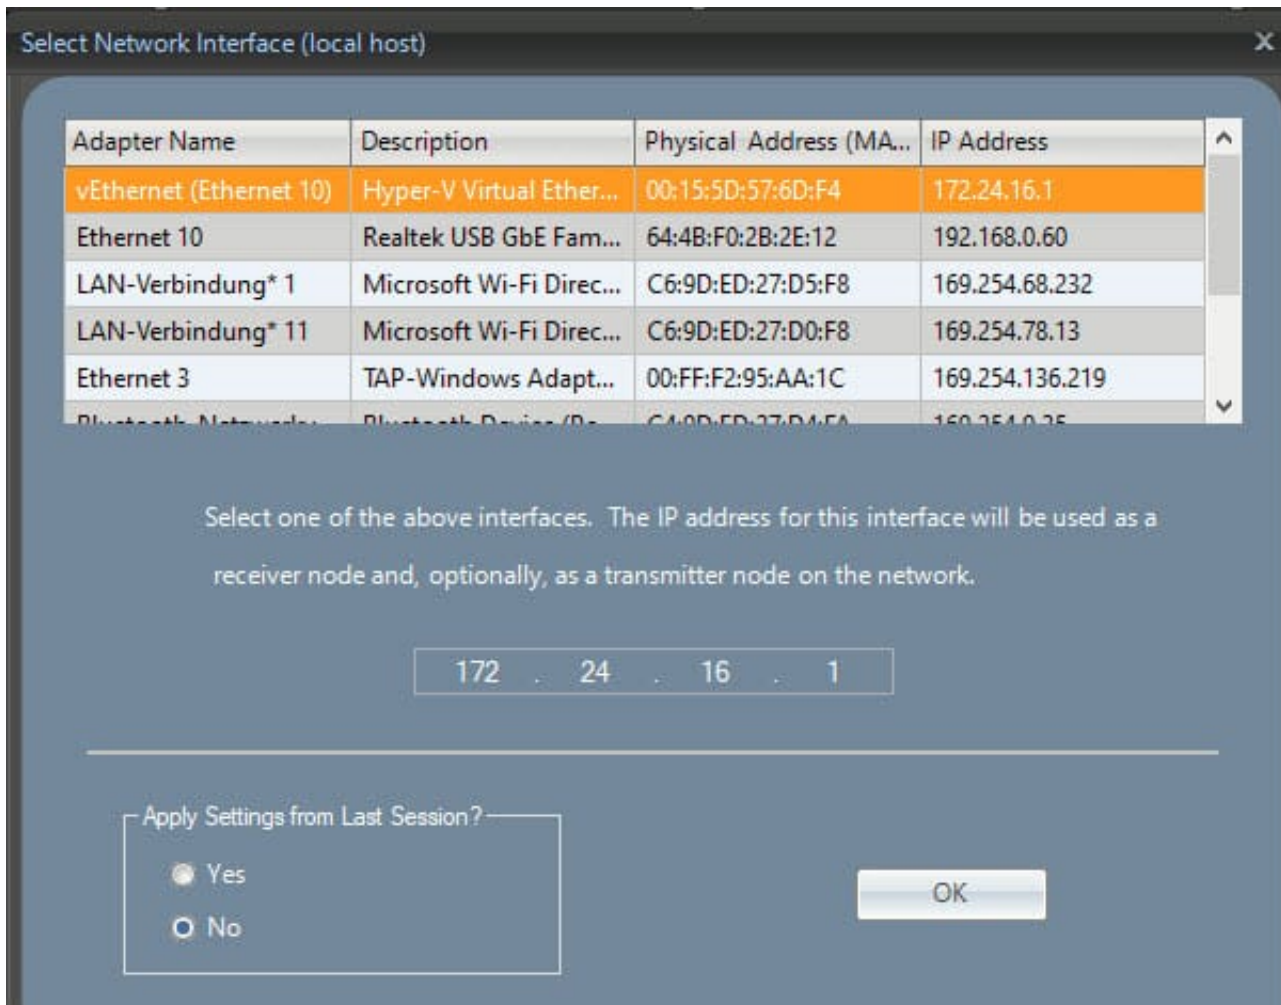 Select Network Interface (local host)
Adapter Name Description Physical Address (MA... IP Address
vEthernet (Ethernet 10) Hyper-V Virtual Ether... 00:15:5D:57:6D:F4 172.24.16.1
Ethernet 10 Realtek USB GbE Fam... 64:4B:F0:2B:2E:12 192.168.0.60
LAN-Verbindung* 1 Microsoft Wi-Fi Direc... C6:9D:ED:27:D5:F8 169.254.68.232
LAN-Verbindung* 11 Microsoft Wi-Fi Direc... C6:9D:ED:27:D0:F8 169.254.78.13
Ethernet 3 TAP-Windows Adapt... 00:FF:F2:95:AA:1C 169.254.136.219
Select one of the above interfaces. The IP address for this interface will be used as a
receiver node and, optionally, as a transmitter node on the network.
172 . 24 . 16 . 1
Apply Settings from Last Session?
Yes
No
OK